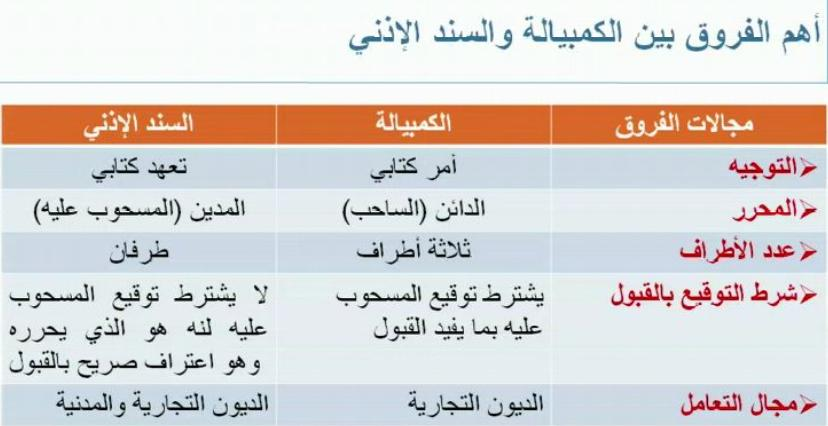 أهم الفروق بين الكمبيالة والسند الإذني
مجالات الفروق الكمبيالة السند الإذني
التوجيه أمر كتابي تعهد كتابي
المحرر الدائن (الساحب) المدين (المسحوب عليه)
عدد الأطراف ثلاثة أطراف طرفان
شرط التوقيع بالقبول يشترط توقيع المسحوب لا يشترط توقيع المسحوب
عليه بما يفيد القبول عليه لنه هو الذي يحرره
وهو اعتراف صريح بالقبول
مجال التعامل الديون التجارية الديون التجارية والمدنية